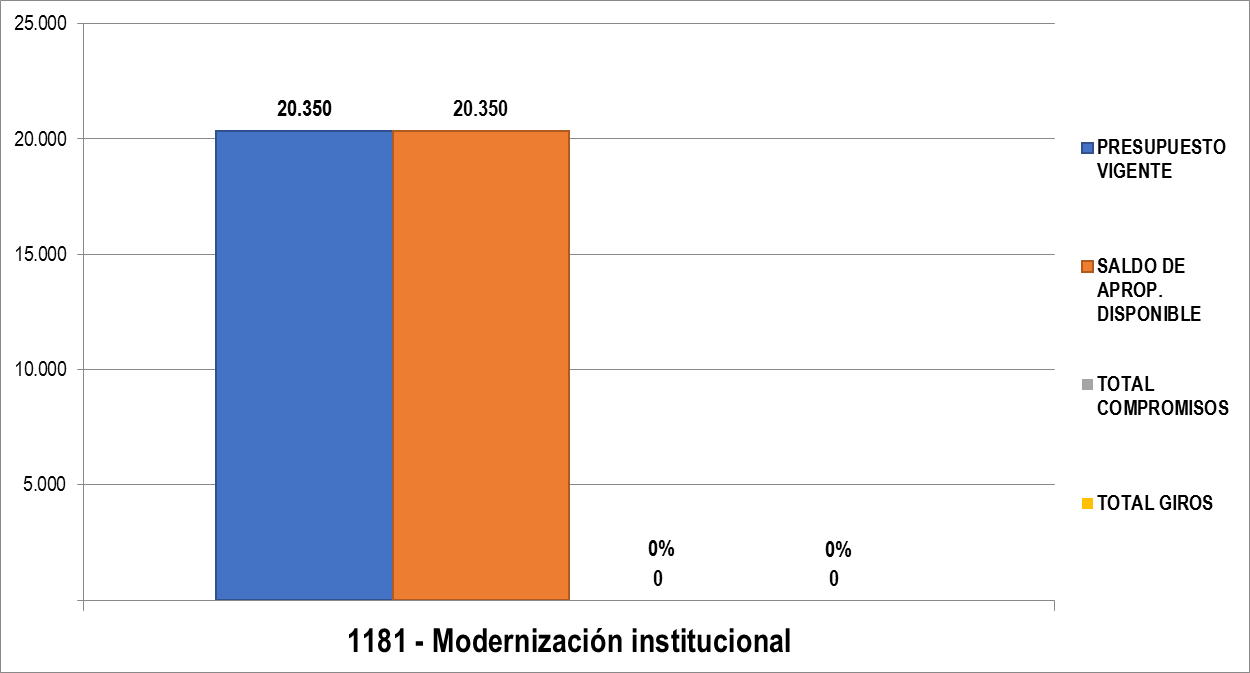 25.000
20.000
15.000
10.000
5.000
20.350
20.350
0%
0
0%
0
1181 - Modernización institucional
PRESUPUESTO
VIGENTE
SALDO DE
APROP.
DISPONIBLE
TOTAL
COMPROMISOS
TOTAL GIROS